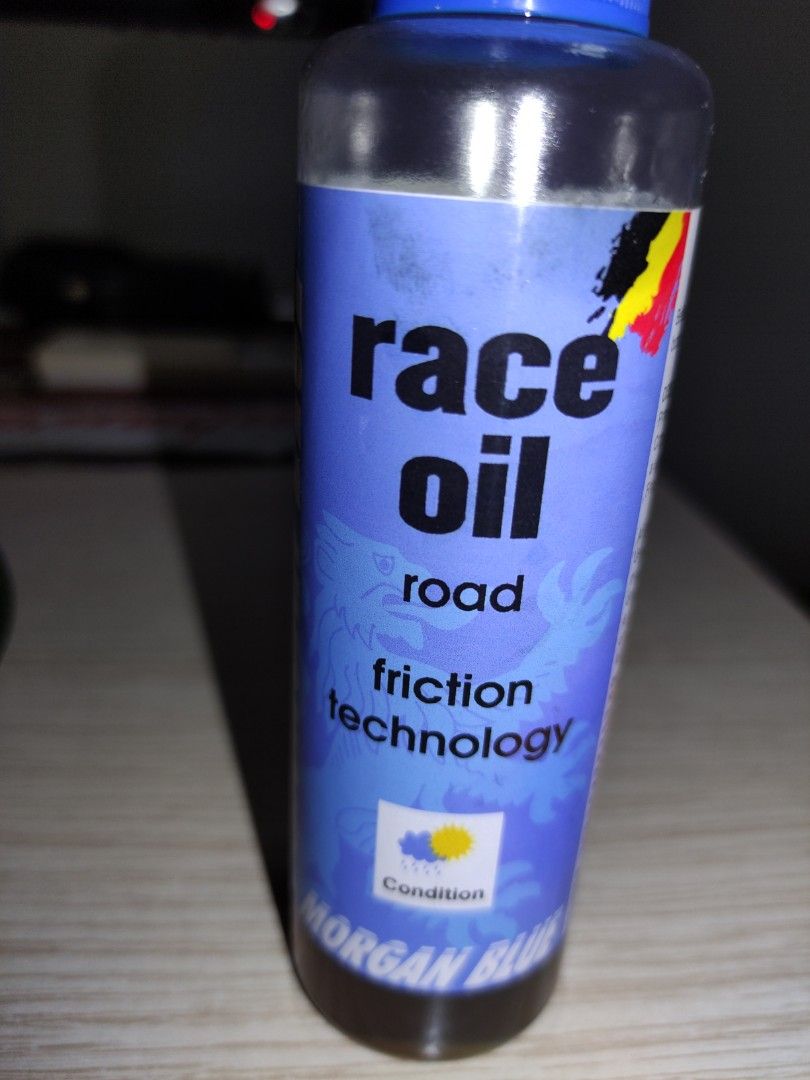 race
oil
road
friction
technology
Condition
MORGAN BLUE